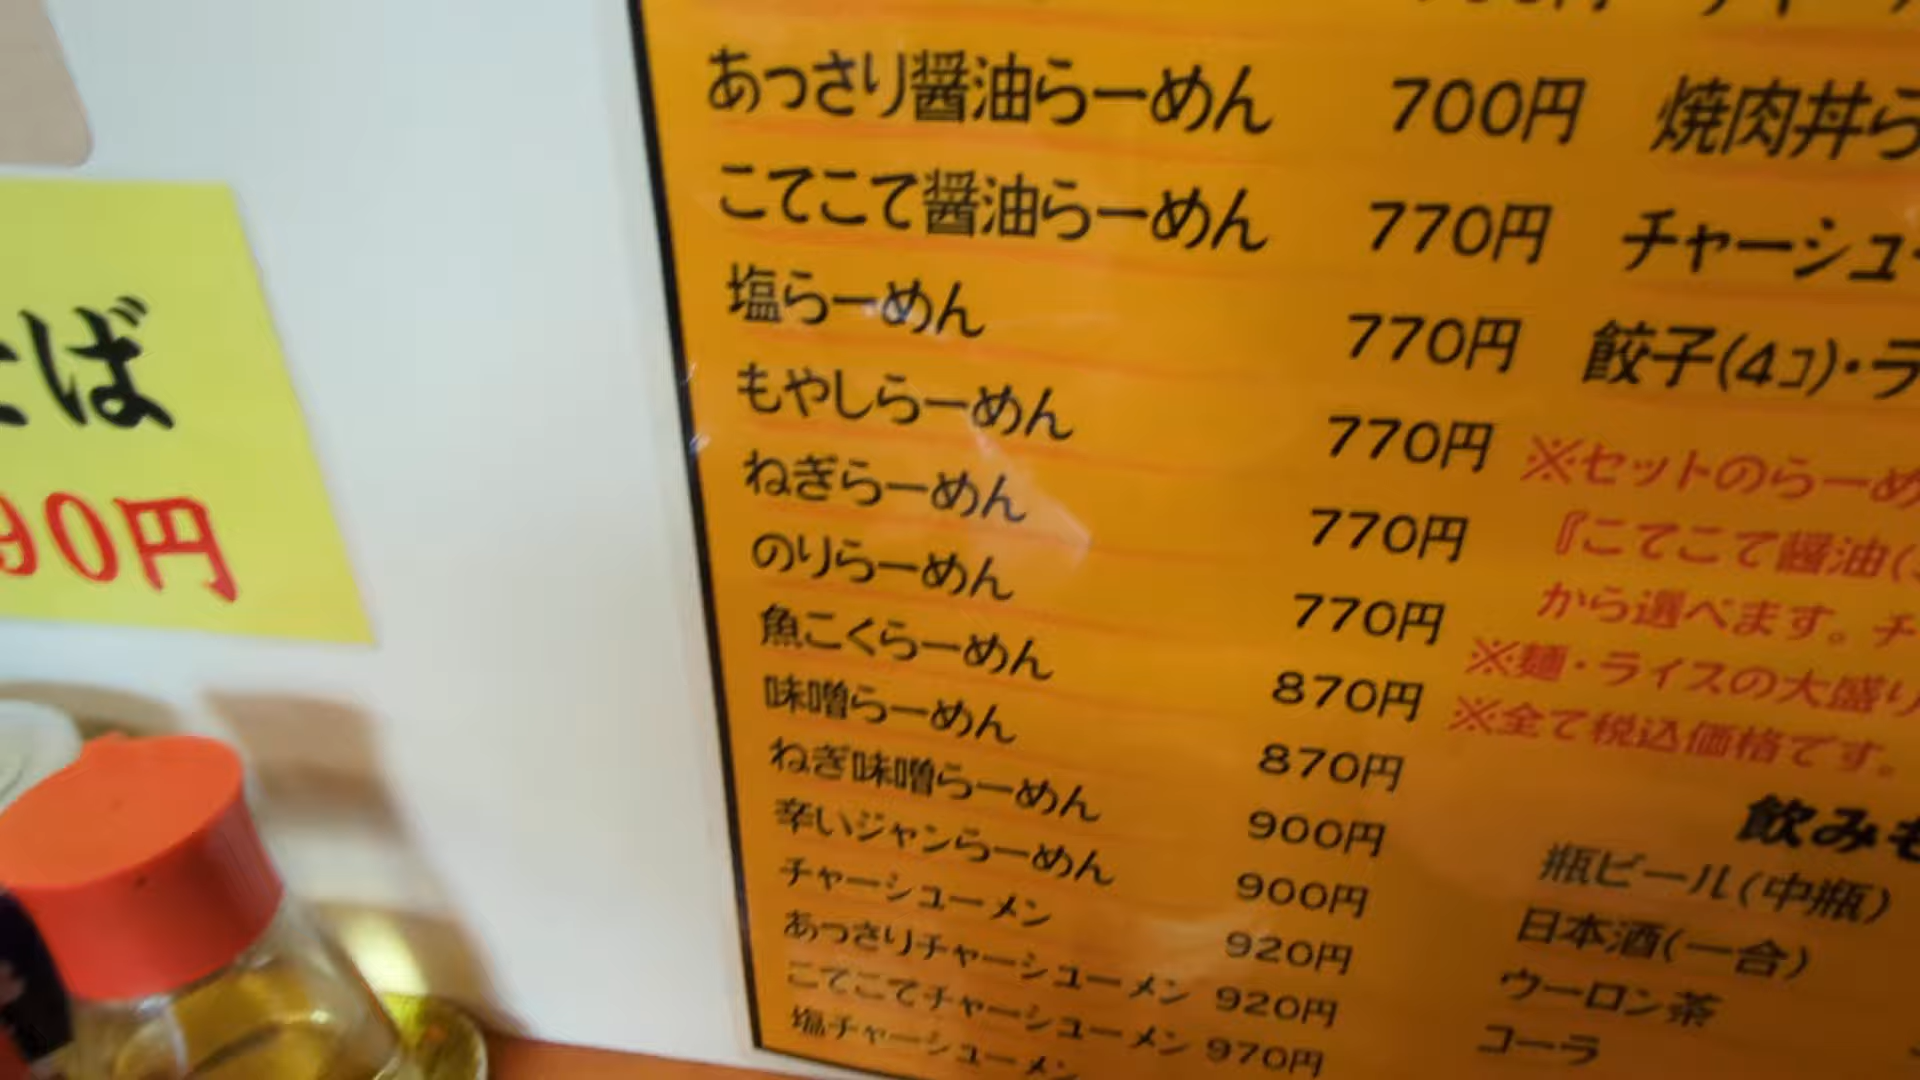 ば
90円
あっさり醤油らーめん 700円
こてこて醤油らーめん 770円
塩らーめん 770円
もやしらーめん 770円
ねぎらーめん 770円
のりらーめん 770円
魚こくらーめん 870円
味噌らーめん 870円
ねぎ味噌らーめん 900円
辛いジャンらーめん 900円
チャーシューメン 920円
あっさりチャーシューメン 920円
こてこてチャーシューメン 970円
塩チャーシューメン
焼肉丼ら
チャーシュー
餃子(4コ)・ラ
※セットのらーめ
『こてこて醤油(
から選べます。チ
※麺・ライスの大盛り
※全て税込価格です。
飲みも
瓶ビール(中瓶)
日本酒(一合)
ウーロン茶
コーラ